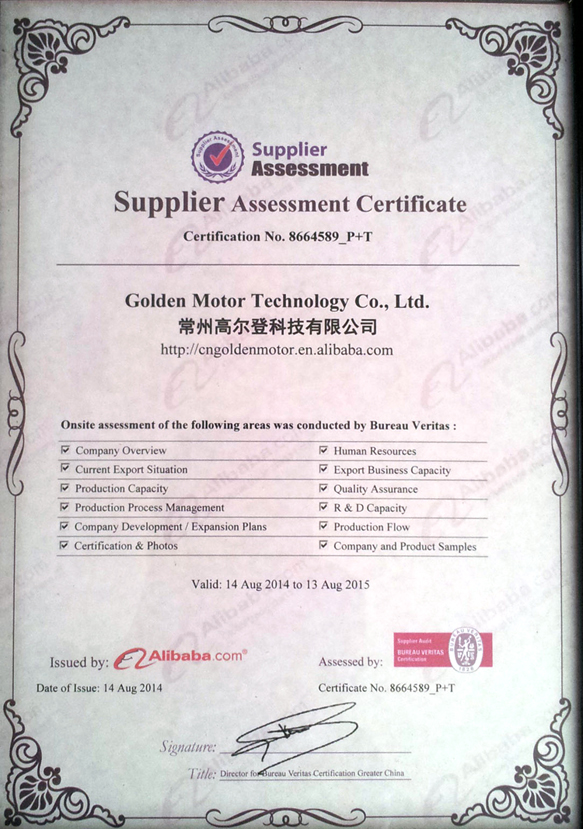 Supplier
Assessment
Supplier Assessment Certificate
Certification No. 8664589_P+T
Golden Motor Technology Co., Ltd.
常州高尔登科技有限公司
http://cngoldenmotor.en.alibaba.com
Onsite assessment of the following areas was conducted by Bureau Veritas :
Company Overview Human Resources
Current Export Situation Export Business Capacity
Production Capacity Quality Assurance
Production Process Management R & D Capacity
Company Development / Expansion Plans Production Flow
Certification & Photos Company and Product Samples
Valid: 14 Aug 2014 to 13 Aug 2015
Issued by: Alibaba.com® Assessed by: Supplier Audit
BUREAU VERITAS
Certification
Date of Issue: 14 Aug 2014 Certificate No. 8664589_P+T
Signature:
Title: Director for Bureau Veritas Certification Greater China